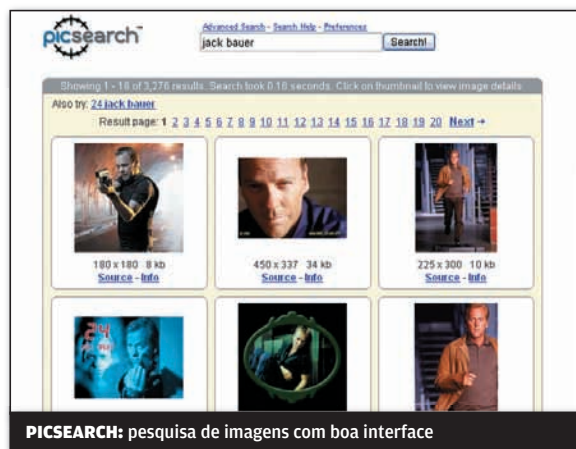 picsearch™
Advanced Search - Search Help - Preferences
jack bauer
Search!
Showing 1 - 16 of 3,276 results. Search took 0.16 seconds. Click on thumbnail to view image details
Also try: 24 jack bauer
Result page: 1 2 3 4 5 6 7 8 9 10 11 12 13 14 15 16 17 18 19 20 Next →
180 x 180 8 kb
Source - Info
450 x 337 34 kb
Source - Info
225 x 300 10 kb
Source - Info
24
PICSEARCH: pesquisa de imagens com boa interface